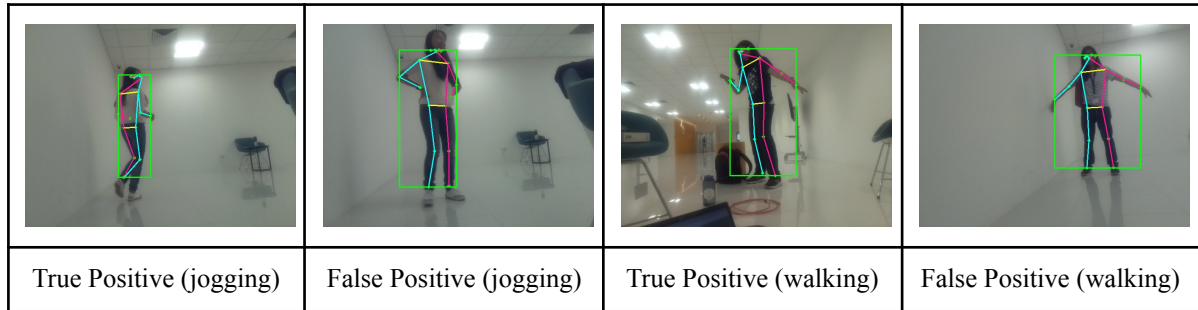 True Positive (jogging)
False Positive (jogging)
True Positive (walking)
False Positive (walking)